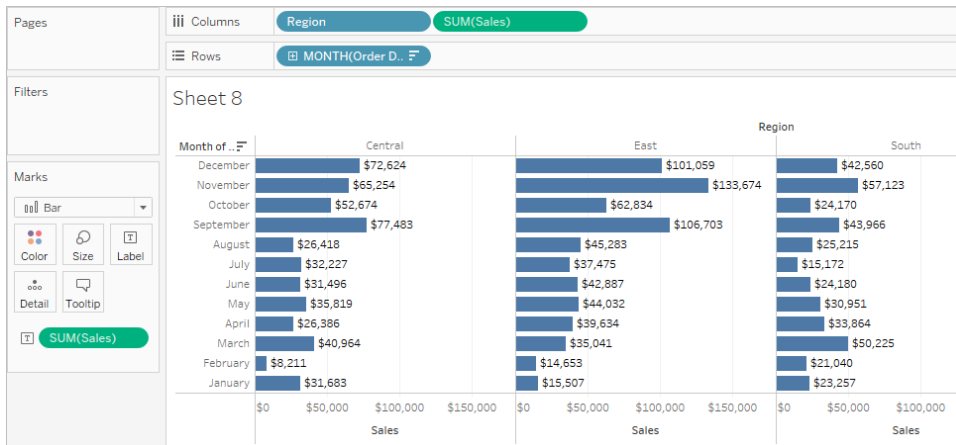 Pages
Columns Region SUM(Sales)
Rows MONTH(Order D..
Filters
Sheet 8
Region
Month of .. Central East South
Marks
Bar
Color Size Label
Detail Tooltip
SUM(Sales)
December $72,624 $101,059 $42,560
November $65,254 $133,674 $57,123
October $52,674 $62,834 $24,170
September $77,483 $106,703 $43,966
August $26,418 $45,283 $25,215
July $32,227 $37,475 $15,172
June $31,496 $42,887 $24,180
May $35,819 $44,032 $30,951
April $26,386 $39,634 $33,864
March $40,964 $35,041 $50,225
February $8,211 $14,653 $21,040
January $31,683 $15,507 $23,257
$0 $50,000 $100,000 $150,000 $0 $50,000 $100,000 $150,000 $0 $50,000 $100,000
Sales Sales Sales